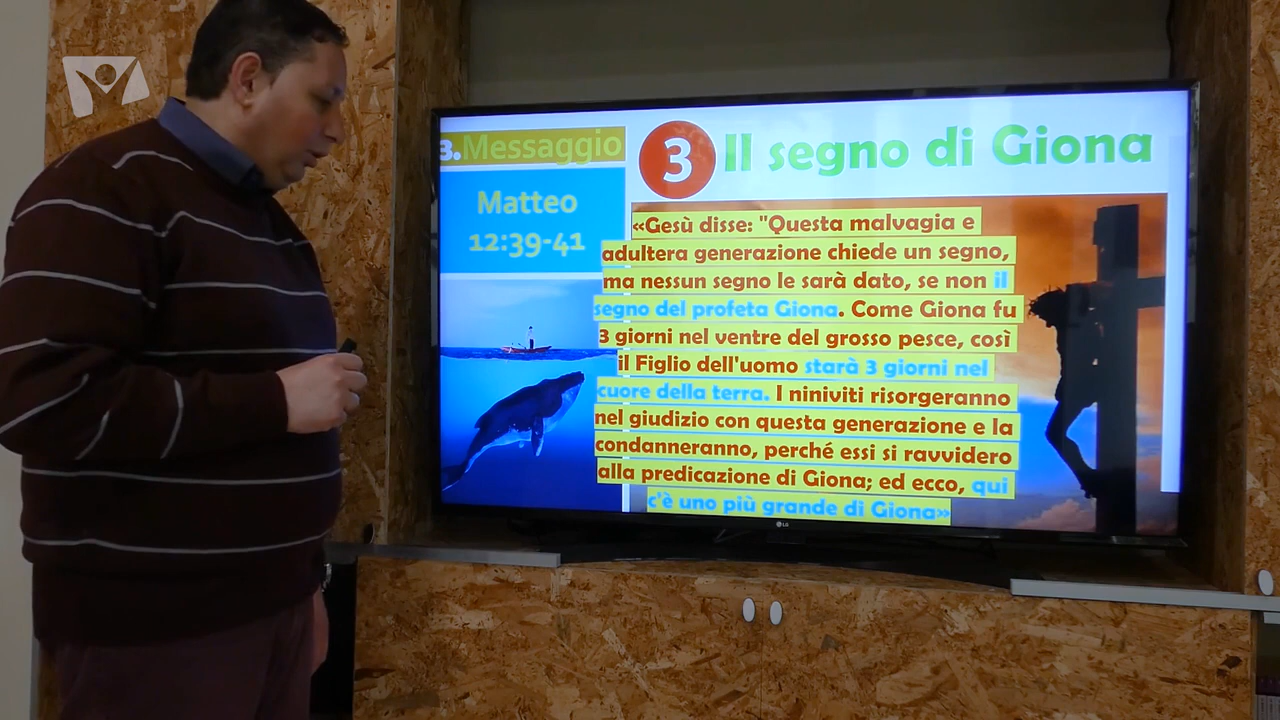 3.Messaggio
Matteo
12:39-41
3 Il segno di Giona
«Gesù disse: "Questa malvagia e
adultera generazione chiede un segno,
ma nessun segno le sarà dato, se non il
segno del profeta Giona. Come Giona fu
3 giorni nel ventre del grosso pesce, così
il Figlio dell'uomo starà 3 giorni nel
cuore della terra. I niniviti risorgeranno
nel giudizio con questa generazione e la
condanneranno, perché essi si ravvidero
alla predicazione di Giona; ed ecco, qui
c'è uno più grande di Giona»
LG